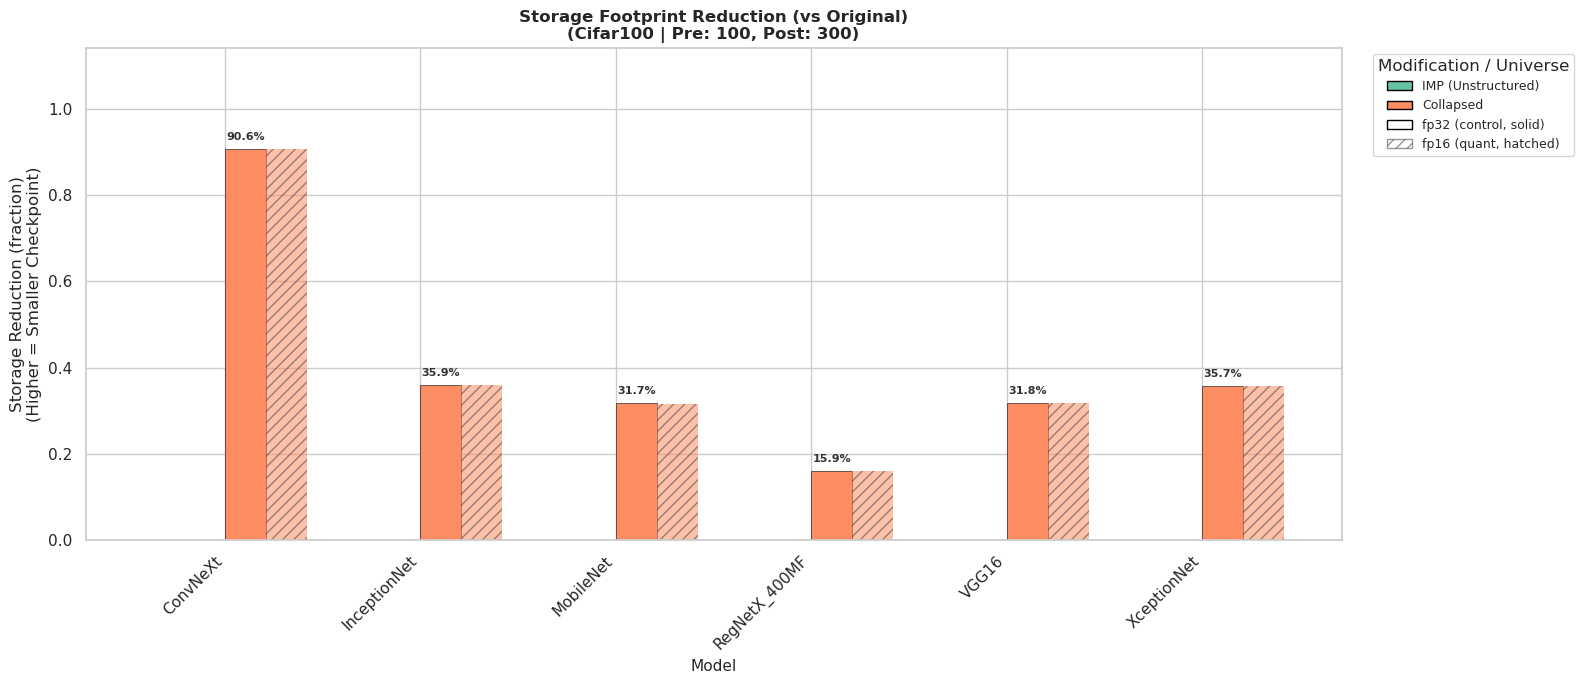 Storage Footprint Reduction (vs Original)
(Cifar100 | Pre: 100, Post: 300)
Storage Reduction (fraction)
(Higher = Smaller Checkpoint)
1.0
0.8
0.6
0.4
0.2
0.0
90.6%
35.9%
31.7%
15.9%
31.8%
35.7%
ConvNeXt
InceptionNet
MobileNet
RegNetX_400MF
VGG16
XceptionNet
Model
Modification / Universe
IMP (Unstructured)
Collapsed
fp32 (control, solid)
fp16 (quant, hatched)